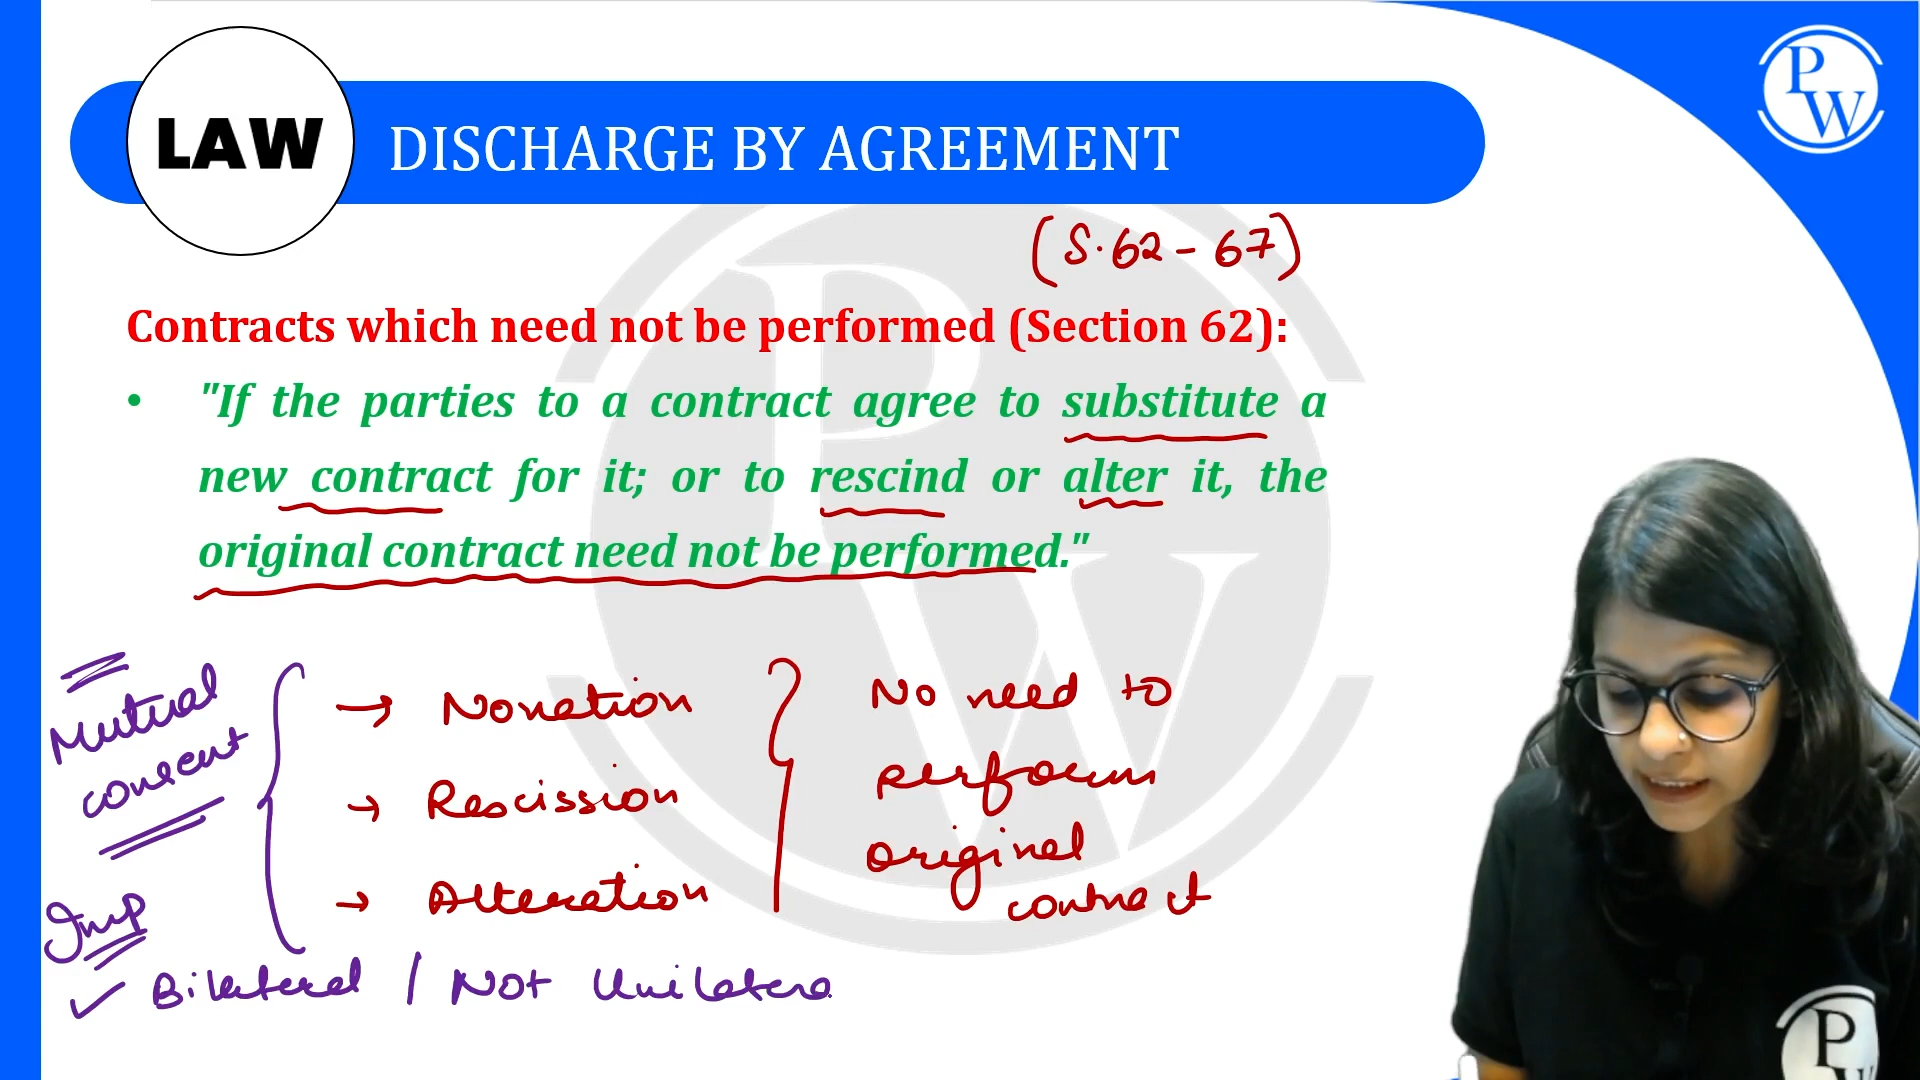 LAW
DISCHARGE BY AGREEMENT
PW
(S.62-67)
Contracts which need not be performed (Section 62):
• "If the parties to a contract agree to substitute a
new contract for it; or to rescind or alter it, the
original contract need not be performed."
Mutual
consent
→ Novation
→ Rescission
→ Alteration
No need to
perform
original
contract
Imp
✓ Bilateral / Not Unilatera
PW